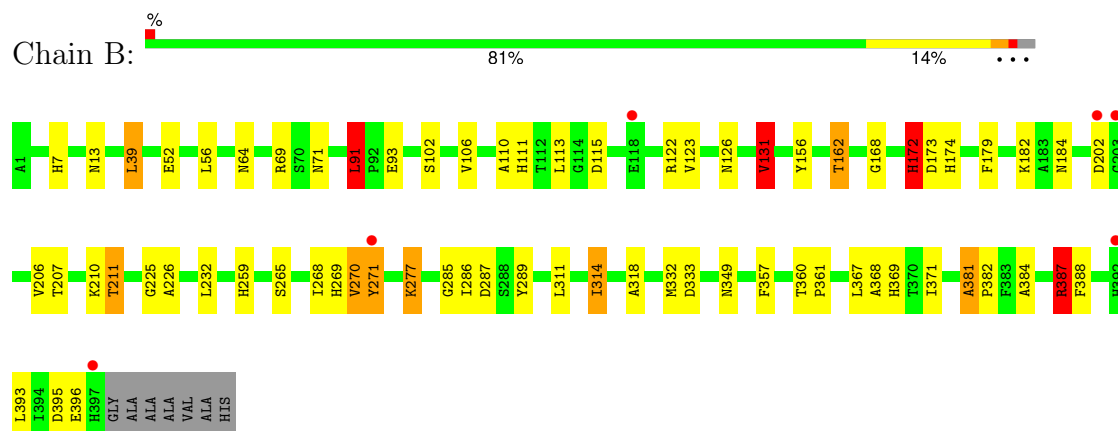 %
Chain B:
81% 14% • • •
A1 H7 N13 L39 E52 L56 N64 R69 S70 N71 L91 P92 E93 S102 V106 A110 H111 T112 L113 G114 D115 E118 R122 V123 N126 V131 Y156 T162 G168 H172 D173 H174 F179 K182 A183 N184 D202
V206 T207 K210 T211 G225 A226 L232 H259 S265 I268 H269 V270 Y271 K277 G285 I286 D287 S288 Y289 L311 I314 A318 M332 D333 N349 F357 T360 P361 L367 A368 H369 T370 I371 A381 P382 F383 A384 R387 F388 H392
L393 I394 D395 E396 H397 GLY ALA ALA ALA VAL ALA HIS